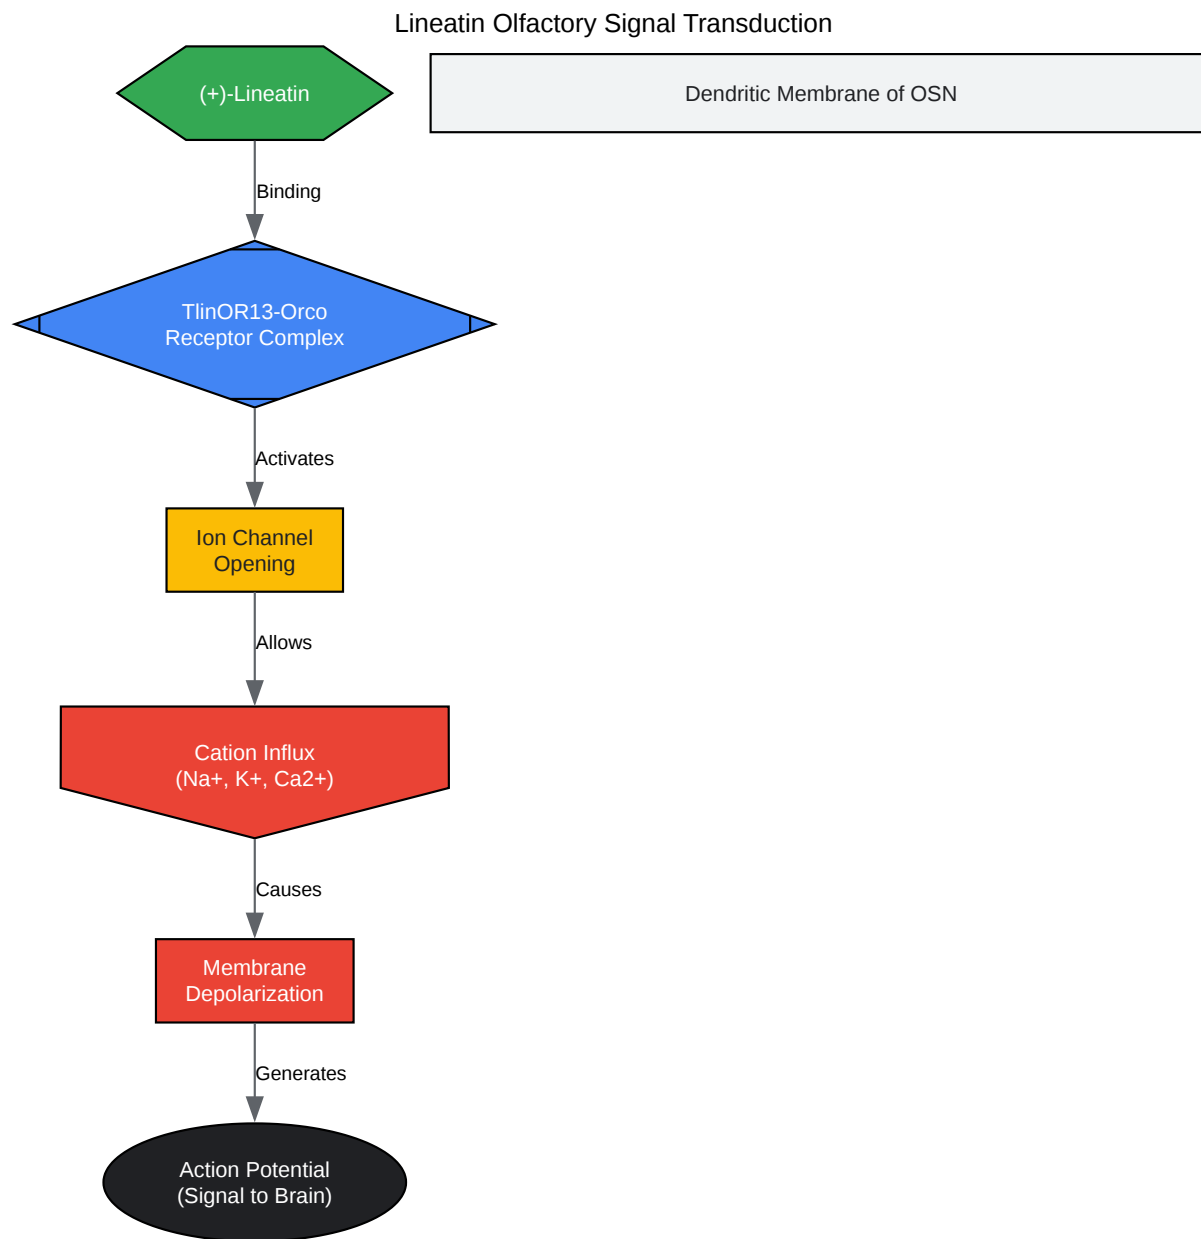 Lineatin Olfactory Signal Transduction
(+)-Lineatin
Dendritic Membrane of OSN
Binding
TlinOR13-Orco
Receptor Complex
Activates
Ion Channel
Opening
Allows
Cation Influx
(Na+, K+, Ca2+)
Causes
Membrane
Depolarization
Generates
Action Potential
(Signal to Brain)